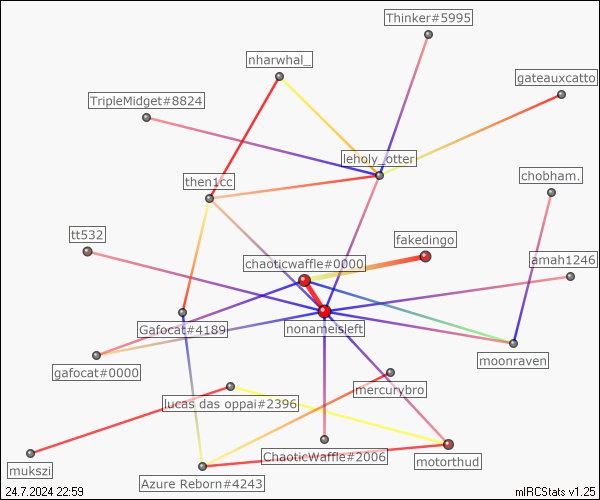 Thinker#5995
nharwhal_
gateauxcatto
TripleMidget#8824
leholy_otter
then1cc
chobham.
tt532
fakedingo
chaoticwaffle#0000
amah1246
nonameisleft
Gafocat#4189
moonraven
gafocat#0000
mercurybro
lucas das oppai#2396
ChaoticWaffle#2006
motorthud
mukszi
Azure Reborn#4243
24.7.2024 22:59
mIRCStats v1.25